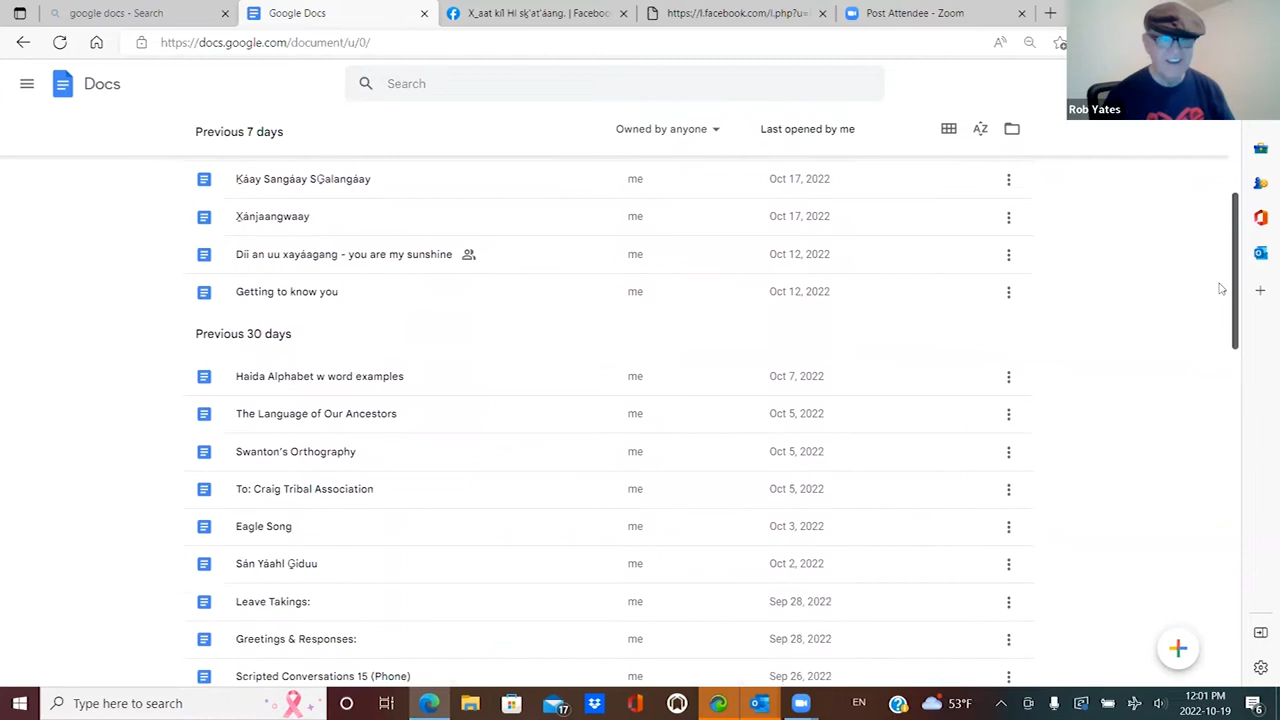 google docs - Search
Google Docs
X_aat kíl Hl sḵ'at'áang. | Faceboo
https://l.facebook.com/l.php?u=
Post Attendee - Zoom
https://docs.google.com/document/u/0/
Docs
Search
Rob Yates
Previous 7 days
Owned by anyone
Last opened by me
Ḵáay Sangáay SG̱alangáay me Oct 17, 2022
X̱ánjaangwaay me Oct 17, 2022
Díi an uu xayáagang - you are my sunshine me Oct 12, 2022
Getting to know you me Oct 12, 2022
Previous 30 days
Haida Alphabet w word examples me Oct 7, 2022
The Language of Our Ancestors me Oct 5, 2022
Swanton's Orthography me Oct 5, 2022
To: Craig Tribal Association me Oct 5, 2022
Eagle Song me Oct 3, 2022
Sán Yáahl G̱íduu me Oct 2, 2022
Leave Takings: me Sep 28, 2022
Greetings & Responses: me Sep 28, 2022
Scripted Conversations 15 (Phone) me Sep 26, 2022
Type here to search
17
EN
53°F
12:01 PM
2022-10-19
6